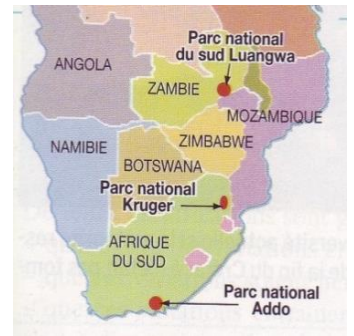 Parc national
du sud Luangwa
ANGOLA
ZAMBIE
MOZAMBIQUE
NAMIBIE
ZIMBABWE
BOTSWANA
Parc national
Kruger
AFRIQUE
DU SUD
Parc national
Addo